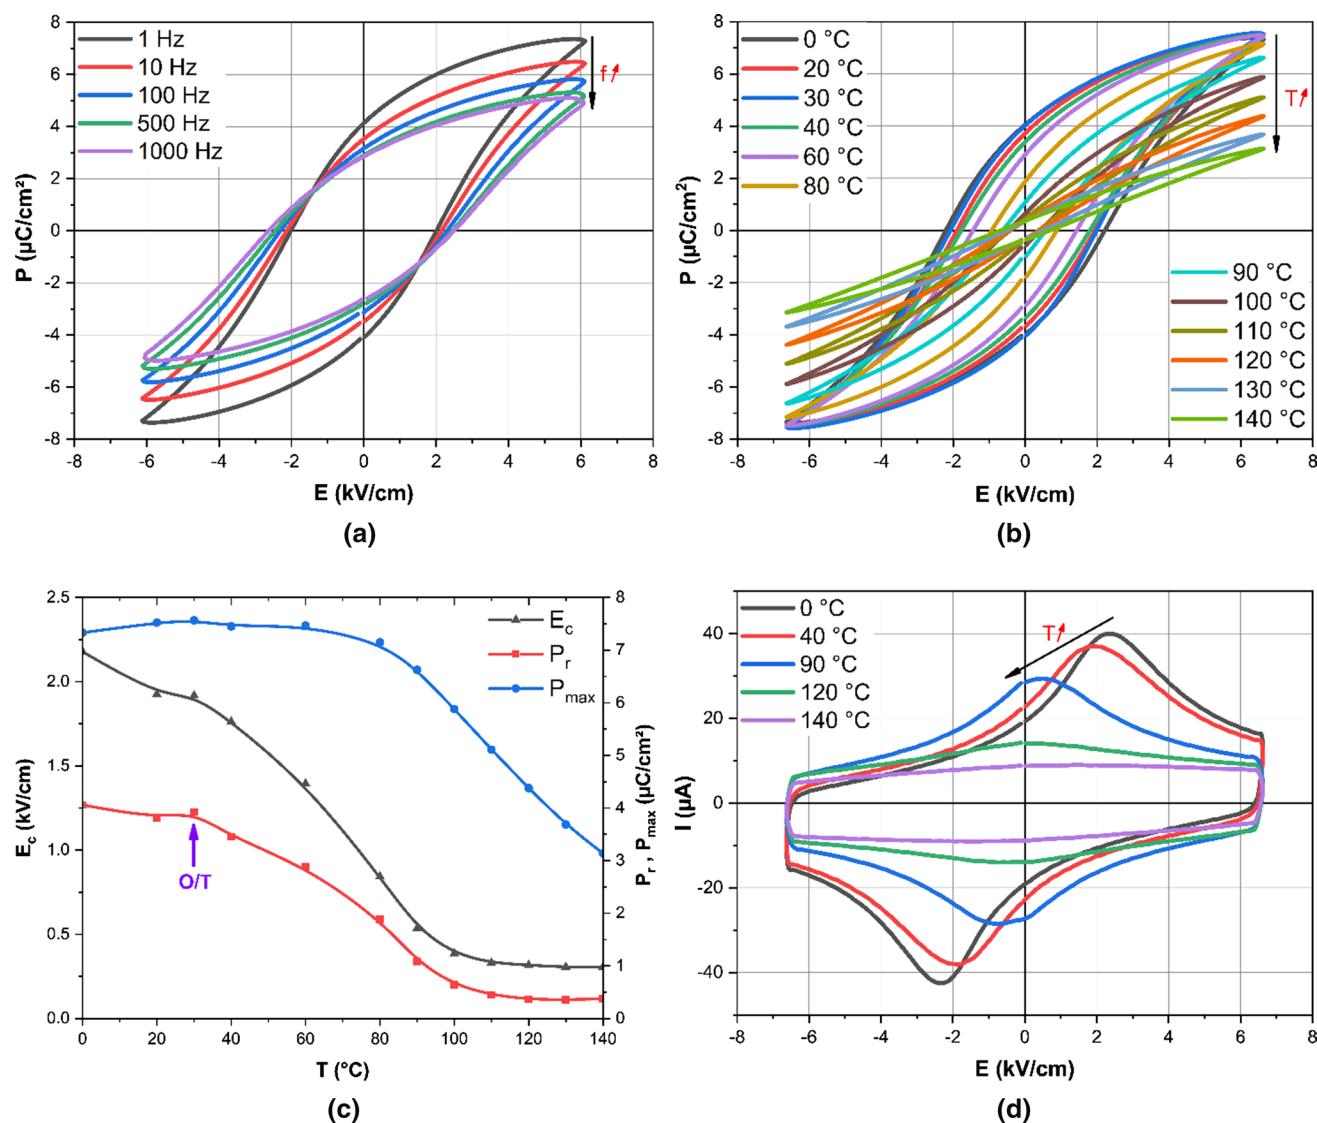 8
6
4
2
0
-2
-4
-6
-8
P (µC/cm²)
1 Hz
10 Hz
100 Hz
500 Hz
1000 Hz
f
-8 -6 -4 -2 0 2 4 6 8
E (kV/cm)
(a)
8
6
4
2
0
-2
-4
-6
-8
P (µC/cm²)
0 °C
20 °C
30 °C
40 °C
60 °C
80 °C
T
90 °C
100 °C
110 °C
120 °C
130 °C
140 °C
-8 -6 -4 -2 0 2 4 6 8
E (kV/cm)
(b)
2.5
2.0
1.5
1.0
0.5
0.0
E_c (kV/cm)
E_c
P_r
P_max
O/T
8
7
6
5
4
3
2
1
0
P_r , P_max (µC/cm²)
0 20 40 60 80 100 120 140
T (°C)
(c)
40
20
0
-20
-40
I (µA)
0 °C
40 °C
90 °C
120 °C
140 °C
T
-8 -6 -4 -2 0 2 4 6 8
E (kV/cm)
(d)